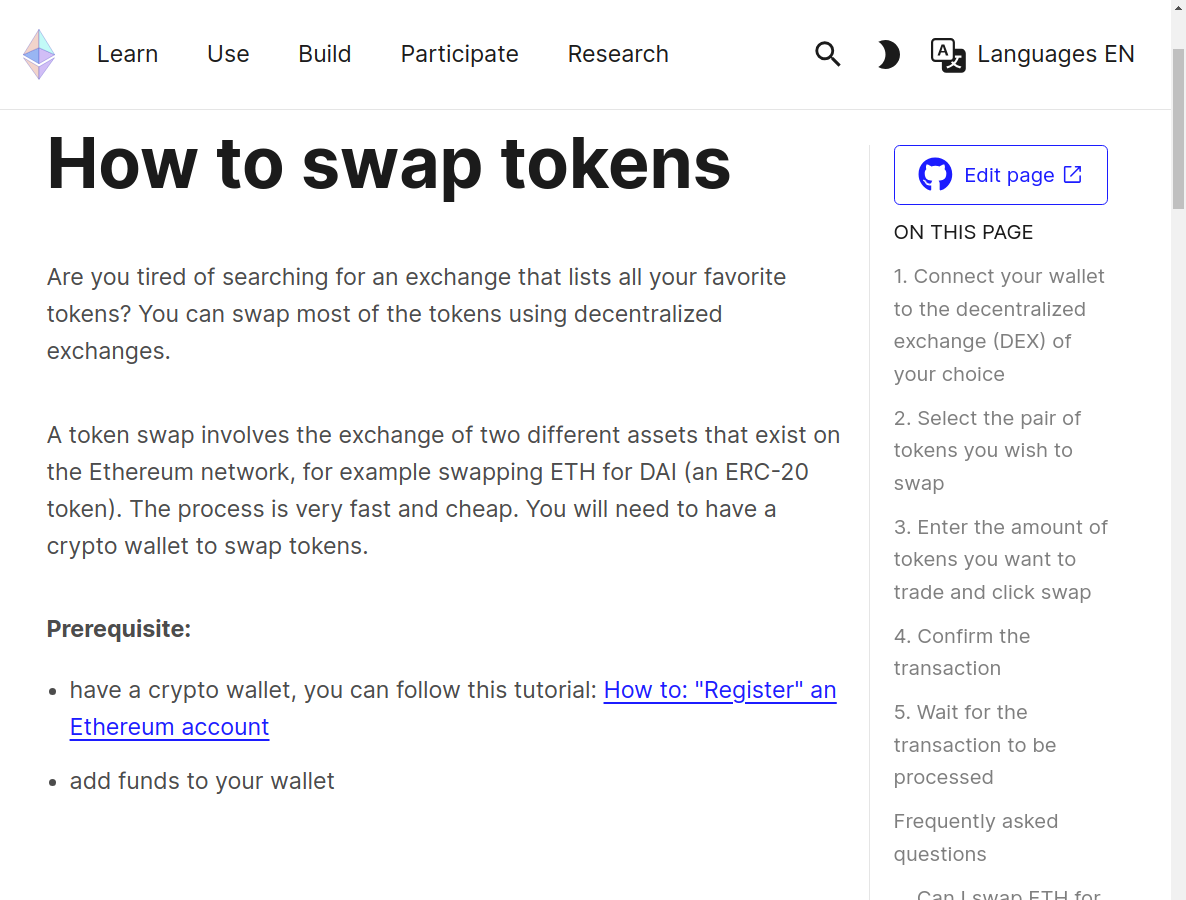 Learn
Use
Build
Participate
Research
Languages EN
How to swap tokens
Are you tired of searching for an exchange that lists all your favorite
tokens? You can swap most of the tokens using decentralized
exchanges.
A token swap involves the exchange of two different assets that exist on
the Ethereum network, for example swapping ETH for DAI (an ERC-20
token). The process is very fast and cheap. You will need to have a
crypto wallet to swap tokens.
Prerequisite:
• have a crypto wallet, you can follow this tutorial: How to: "Register" an
Ethereum account
• add funds to your wallet
Edit page
ON THIS PAGE
1. Connect your wallet
to the decentralized
exchange (DEX) of
your choice
2. Select the pair of
tokens you wish to
swap
3. Enter the amount of
tokens you want to
trade and click swap
4. Confirm the
transaction
5. Wait for the
transaction to be
processed
Frequently asked
questions
Can I swap ETH for